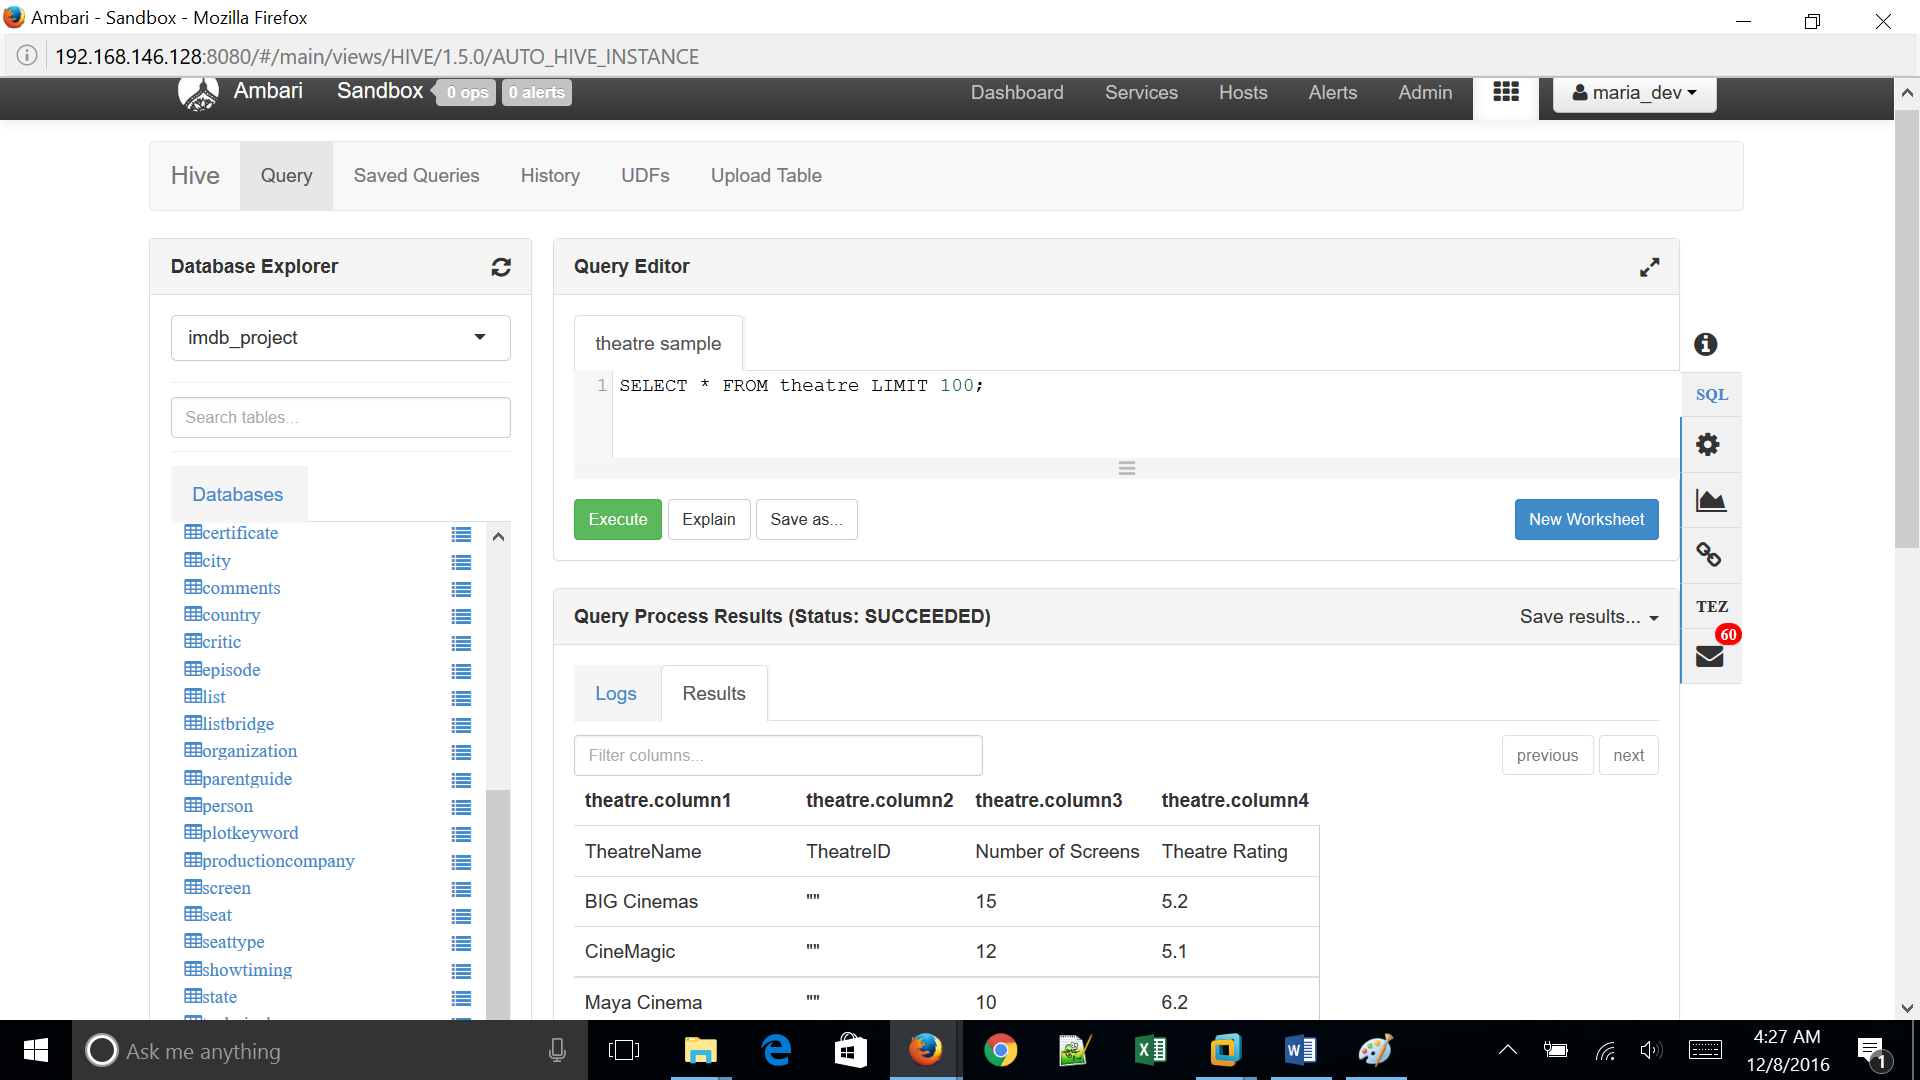 Ambari - Sandbox - Mozilla Firefox
192.168.146.128:8080/#/main/views/HIVE/1.5.0/AUTO_HIVE_INSTANCE
Ambari Sandbox 0 ops 0 alerts Dashboard Services Hosts Alerts Admin maria_dev
Hive Query Saved Queries History UDFs Upload Table
Database Explorer
imdb_project
Search tables...
Databases
certificate
city
comments
country
critic
episode
list
listbridge
organization
parentguide
person
plotkeyword
productioncompany
screen
seat
seattype
showtiming
state
Query Editor
theatre sample
1 SELECT * FROM theatre LIMIT 100;
Execute Explain Save as... New Worksheet
SQL
TEZ
60
Query Process Results (Status: SUCCEEDED) Save results...
Logs Results
Filter columns... previous next
theatre.column1 theatre.column2 theatre.column3 theatre.column4
TheatreName TheatreID Number of Screens Theatre Rating
BIG Cinemas "" 15 5.2
CineMagic "" 12 5.1
Maya Cinema "" 10 6.2
Ask me anything
4:27 AM
12/8/2016
1